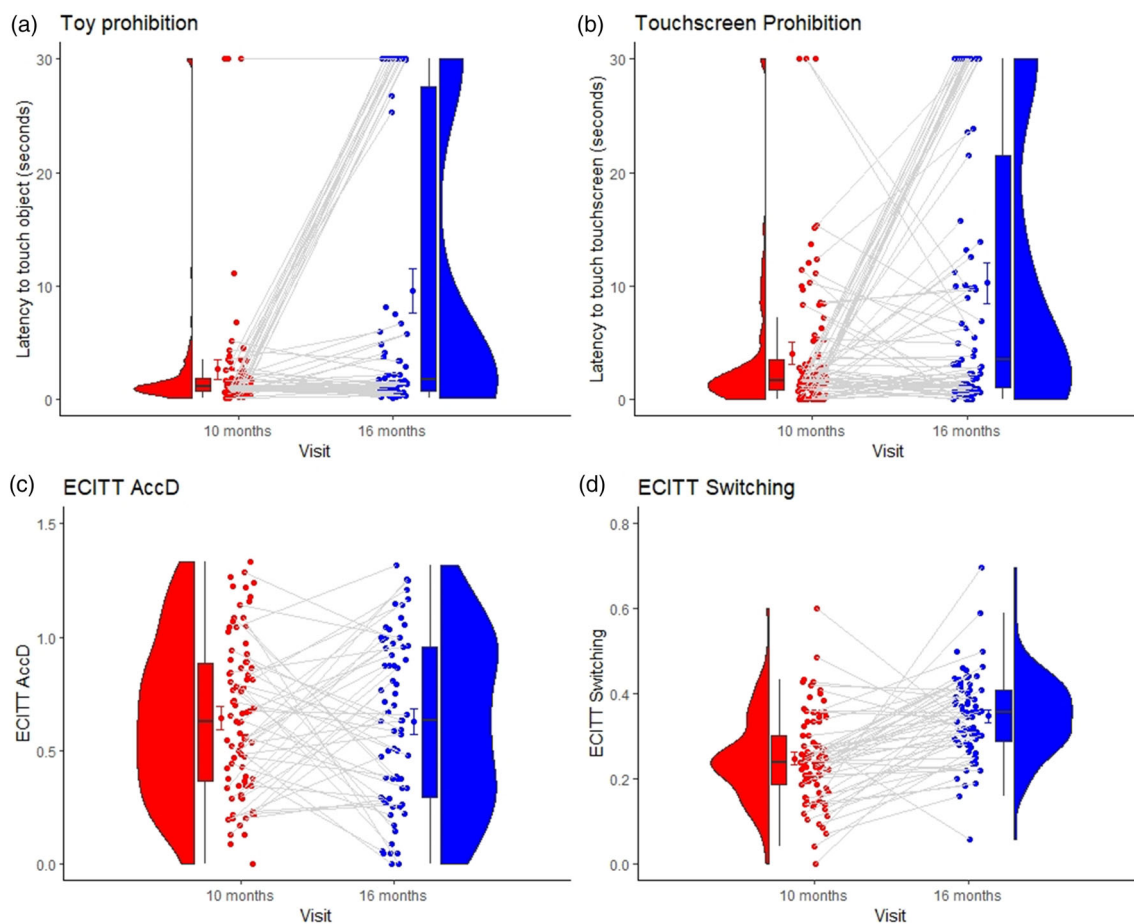 (a)
Toy prohibition
Latency to touch object (seconds)
30
20
10
0
10 months
16 months
Visit
(b)
Touchscreen Prohibition
Latency to touch touchscreen (seconds)
30
20
10
0
10 months
16 months
Visit
(c)
ECITT AccD
ECITT AccD
1.5
1.0
0.5
0.0
10 months
16 months
Visit
(d)
ECITT Switching
ECITT Switching
0.8
0.6
0.4
0.2
0.0
10 months
16 months
Visit